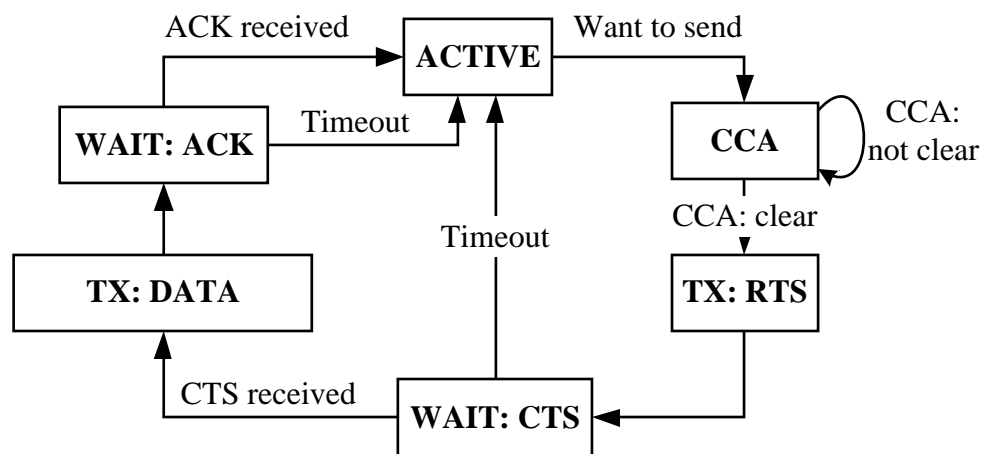 ACK received
Want to send
ACTIVE
CCA:
not clear
Timeout
WAIT: ACK
CCA
CCA: clear
Timeout
TX: DATA
TX: RTS
CTS received
WAIT: CTS